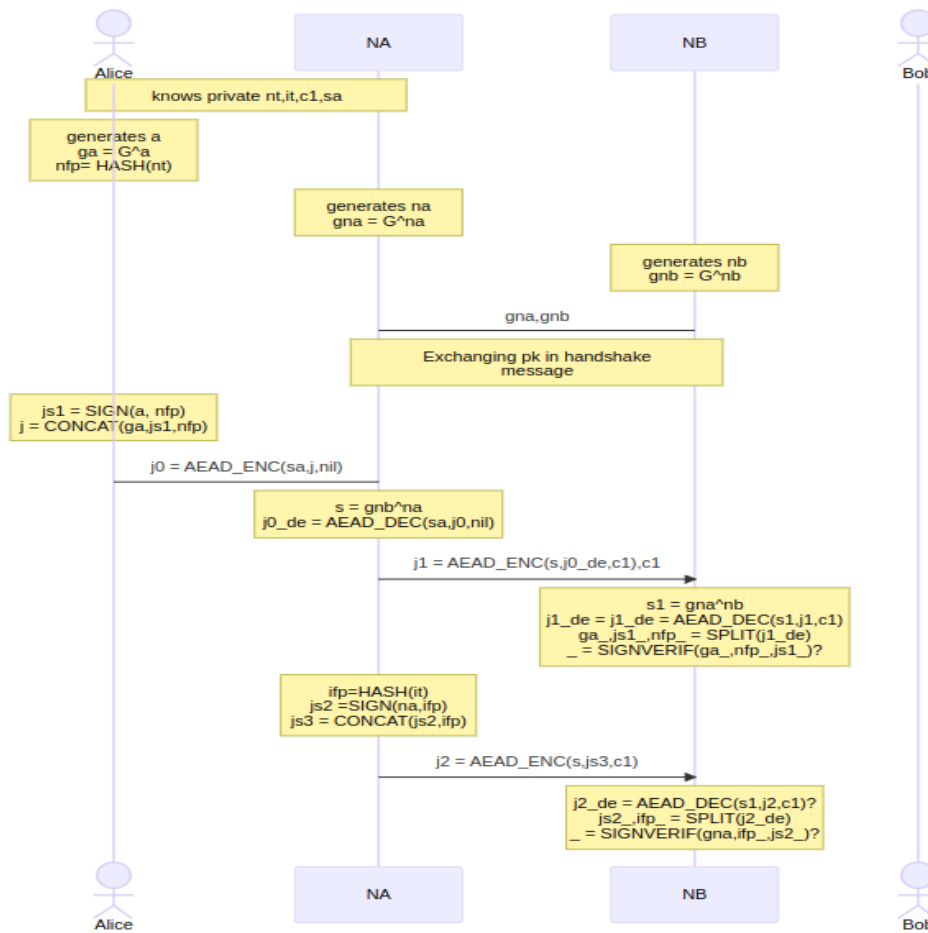 Alice
NA
NB
Bob
knows private nt,it,c1,sa
generates a
ga = G^a
nfp= HASH(nt)
generates na
gna = G^na
generates nb
gnb = G^nb
gna,gnb
Exchanging pk in handshake
message
js1 = SIGN(a, nfp)
j = CONCAT(ga,js1,nfp)
j0 = AEAD_ENC(sa,j,nil)
s = gnb^na
j0_de = AEAD_DEC(sa,j0,nil)
j1 = AEAD_ENC(s,j0_de,c1),c1
s1 = gna^nb
j1_de = j1_de = AEAD_DEC(s1,j1,c1)
ga_,js1_,nfp_ = SPLIT(j1_de)
_ = SIGNVERIF(ga_,nfp_,js1_)?
ifp=HASH(it)
js2 =SIGN(na,ifp)
js3 = CONCAT(js2,ifp)
j2 = AEAD_ENC(s,js3,c1)
j2_de = AEAD_DEC(s1,j2,c1)?
js2_,ifp_ = SPLIT(j2_de)
_ = SIGNVERIF(gna,ifp_,js2_)?
Alice
NA
NB
Bob